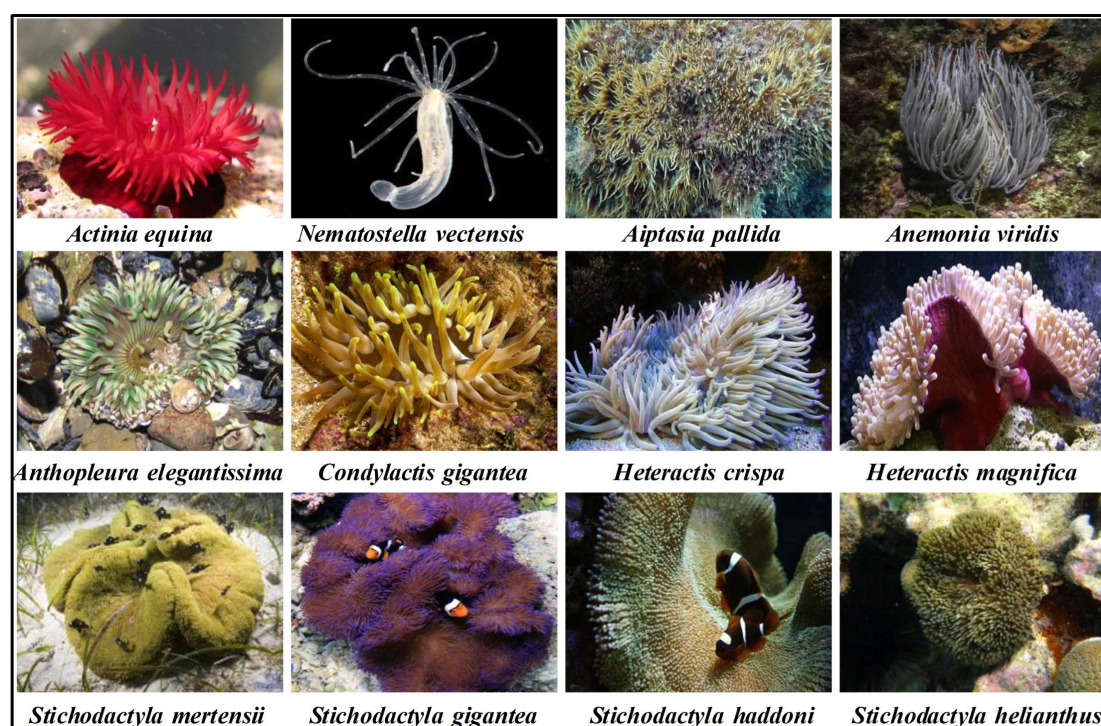 Actinia equina
Nematostella vectensis
Aiptasia pallida
Anemonia viridis
Anthopleura elegantissima
Condylactis gigantea
Heteractis crispa
Heteractis magnifica
Stichodactyla mertensii
Stichodactyla gigantea
Stichodactyla haddoni
Stichodactyla helianthus